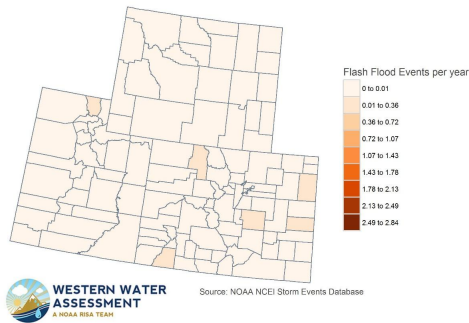 Flash Flood Events per year
0 to 0.01
0.01 to 0.36
0.36 to 0.72
0.72 to 1.07
1.07 to 1.43
1.43 to 1.78
1.78 to 2.13
2.13 to 2.49
2.49 to 2.84
WESTERN WATER
ASSESSMENT
A NOAA RISA TEAM
Source: NOAA NCEI Storm Events Database